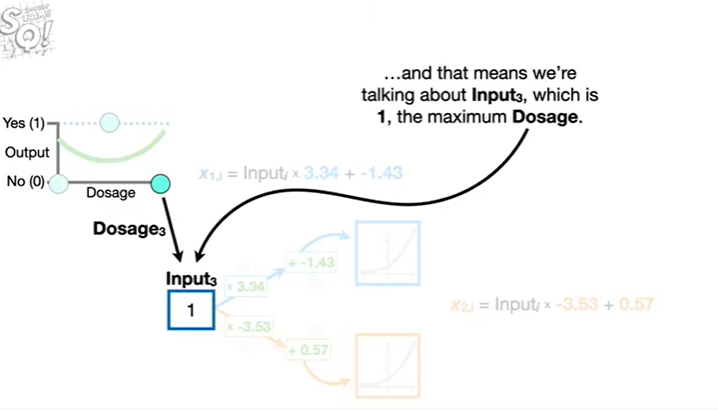 …and that means we're
talking about Input₃, which is
1, the maximum Dosage.
Yes (1)
Output
No (0)
Dosage
x₁,ᵢ = Inputᵢ × 3.34 + -1.43
Dosage₃
Input₃
1
× 3.34
+ -1.43
× -3.53
+ 0.57
x₂,ᵢ = Inputᵢ × -3.53 + 0.57